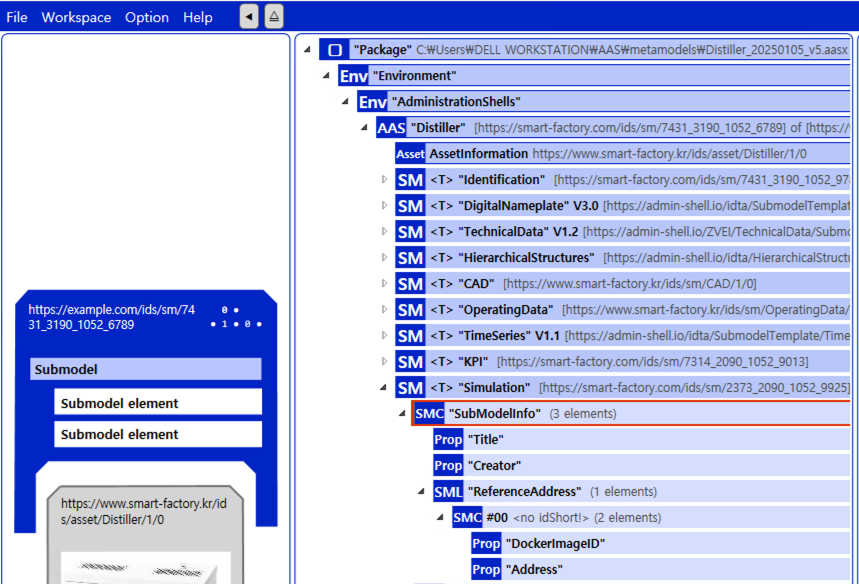 File Workspace Option Help
"Package" C:₩Users₩DELL WORKSTATION₩AAS₩metamodels₩Distiller_20250105_v5.aasx
Env "Environment"
Env "AdministrationShells"
AAS "Distiller" [https://smart-factory.com/ids/sm/7431_3190_1052_6789] of [https://
Asset AssetInformation https://www.smart-factory.kr/ids/asset/Distiller/1/0
SM <T> "Identification" [https://smart-factory.com/ids/sm/7431_3190_1052_97
SM <T> "DigitalNameplate" V3.0 [https://admin-shell.io/idta/SubmodelTemplat
SM <T> "TechnicalData" V1.2 [https://admin-shell.io/ZVEI/TechnicalData/Submo
SM <T> "HierarchicalStructures" [https://admin-shell.io/idta/HierarchicalStructu
SM <T> "CAD" [https://www.smart-factory.kr/ids/sm/CAD/1/0]
SM <T> "OperatingData" [https://www.smart-factory.kr/ids/sm/OperatingData/
SM <T> "TimeSeries" V1.1 [https://admin-shell.io/idta/SubmodelTemplate/Time
SM <T> "KPI" [https://smart-factory.com/ids/sm/7314_2090_1052_9013]
SM <T> "Simulation" [https://smart-factory.com/ids/sm/2373_2090_1052_9925]
SMC "SubModelInfo" (3 elements)
Prop "Title"
Prop "Creator"
SML "ReferenceAddress" (1 elements)
SMC #00 <no idShort!> (2 elements)
Prop "DockerImageID"
Prop "Address"
https://example.com/ids/sm/74
31_3190_1052_6789
0
1 0
Submodel
Submodel element
Submodel element
https://www.smart-factory.kr/id
s/asset/Distiller/1/0